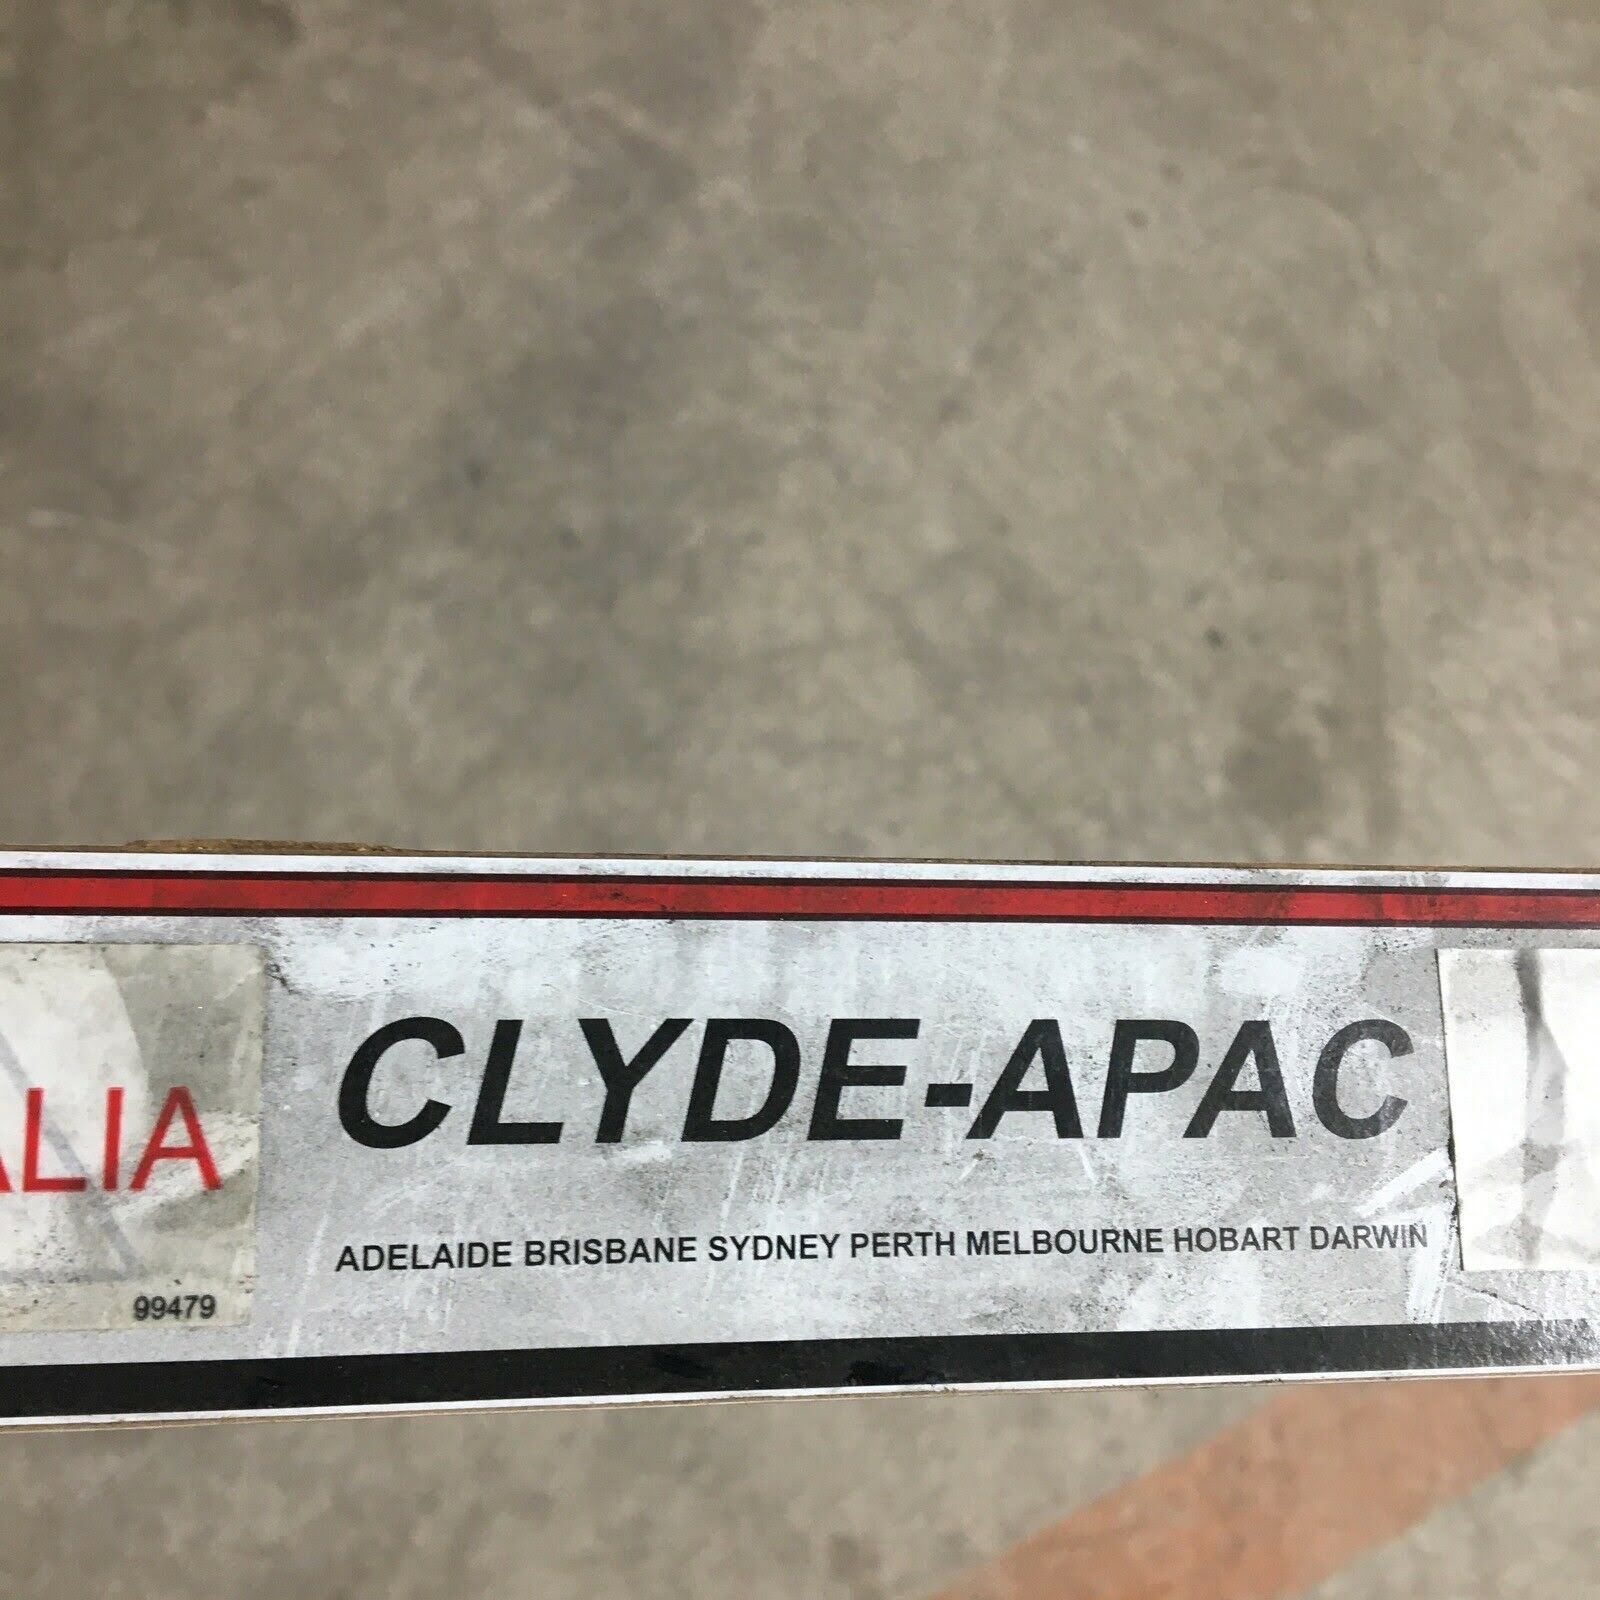 ALIA
99479
CLYDE-APAC
ADELAIDE BRISBANE SYDNEY PERTH MELBOURNE HOBART DARWIN